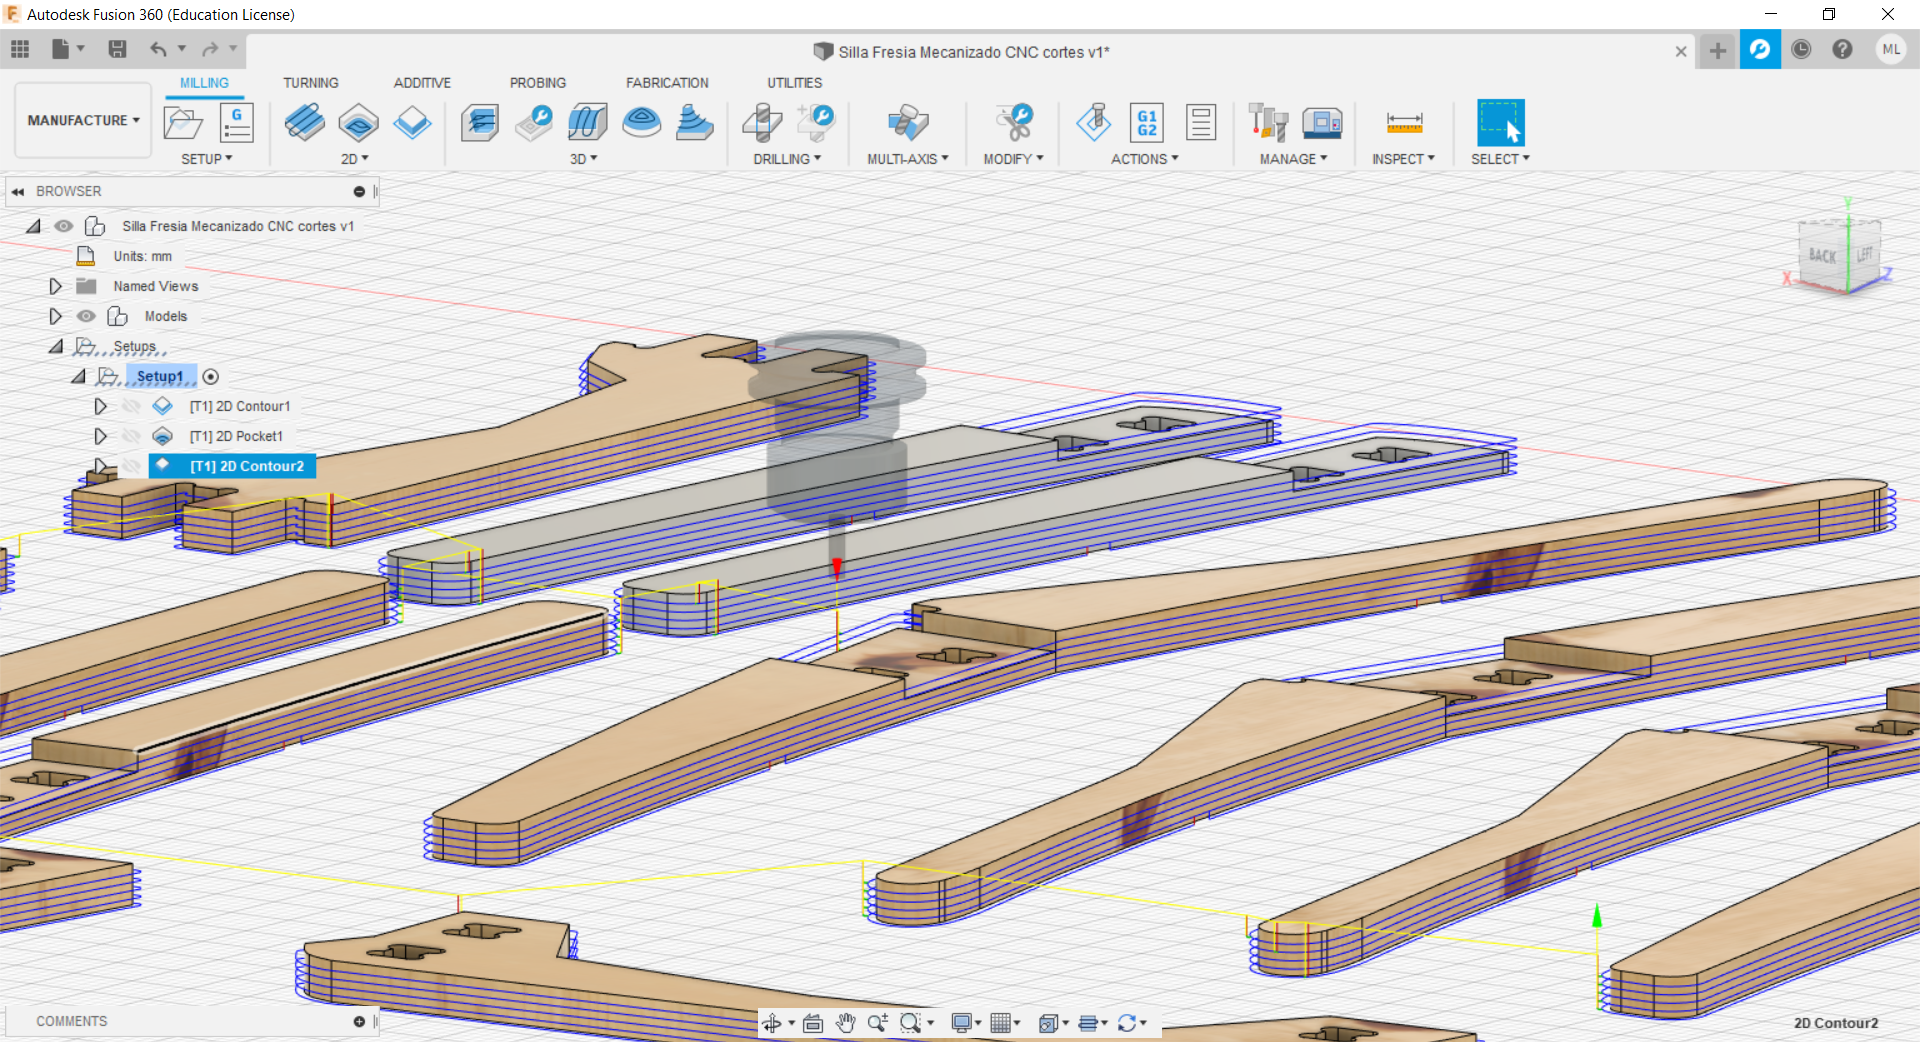 Autodesk Fusion 360 (Education License)
Silla Fresia Mecanizado CNC cortes v1*
ML
MILLING TURNING ADDITIVE PROBING FABRICATION UTILITIES
MANUFACTURE
G
G1
G2
SETUP 2D 3D DRILLING MULTI-AXIS MODIFY ACTIONS MANAGE INSPECT SELECT
BROWSER
Silla Fresia Mecanizado CNC cortes v1
Units: mm
Named Views
Models
Setups
Setup1
[T1] 2D Contour1
[T1] 2D Pocket1
[T1] 2D Contour2
Y
BACK LEFT
X Z
COMMENTS
2D Contour2